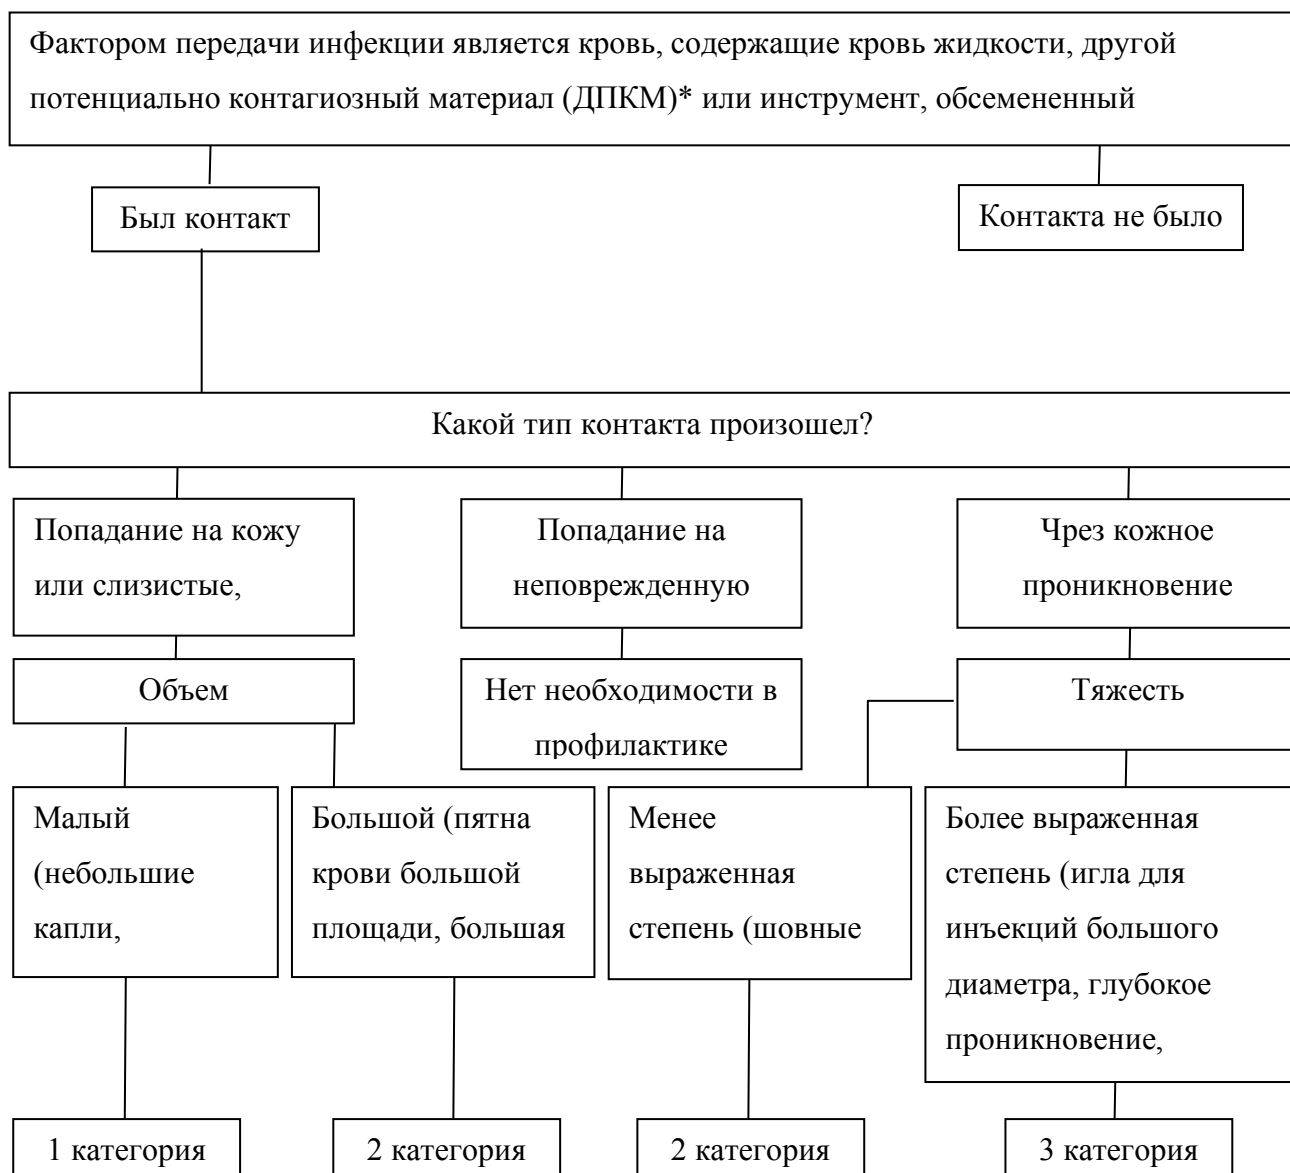 Фактором передачи инфекции является кровь, содержащие кровь жидкости, другой
потенциально контагиозный материал (ДПКМ)* или инструмент, обсемененный
Был контакт
Контакта не было
Какой тип контакта произошел?
Попадание на кожу
или слизистые,
Попадание на
неповрежденную
Чрез кожное
проникновение
Объем
Нет необходимости в
профилактике
Тяжесть
Малый
(небольшие
капли,
Большой (пятна
крови большой
площади, большая
Менее
выраженная
степень (шовные
Более выраженная
степень (игла для
инъекций большого
диаметра, глубокое
проникновение,
1 категория
2 категория
2 категория
3 категория